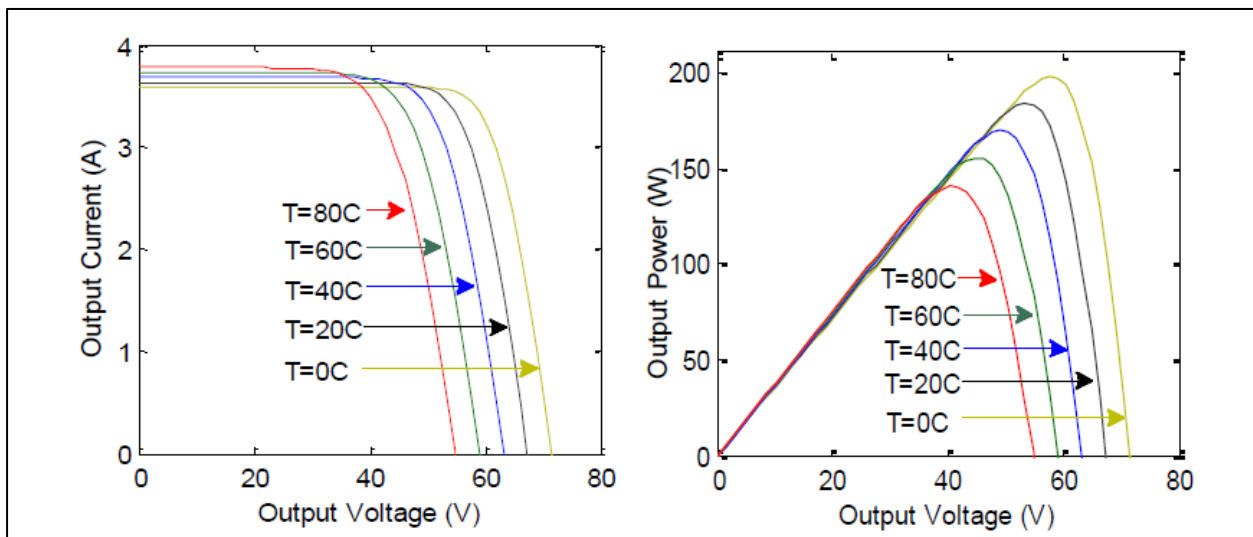 4
3
2
1
0
Output Current (A)
T=80C
T=60C
T=40C
T=20C
T=0C
0 20 40 60 80
Output Voltage (V)
200
150
100
50
0
Output Power (W)
T=80C
T=60C
T=40C
T=20C
T=0C
0 20 40 60 80
Output Voltage (V)